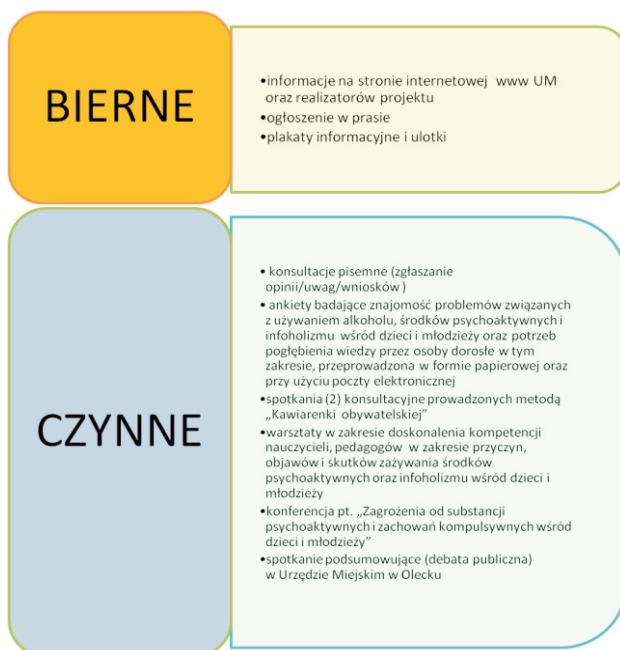 BIERNE
•informacje na stronie internetowej www UM
oraz realizatorów projektu
•ogłoszenie w prasie
•plakaty informacyjne i ulotki
CZYNNE
• konsultacje pisemne (zgłaszanie
opinii/uwag/wniosków )
• ankiety badające znajomość problemów związanych
z używaniem alkoholu, środków psychoaktywnych i
infoholizmu wśród dzieci i młodzieży oraz potrzeb
pogłębienia wiedzy przez osoby dorosłe w tym
zakresie, przeprowadzona w formie papierowej oraz
przy użyciu poczty elektronicznej
•spotkania (2) konsultacyjne prowadzonych metodą
„Kawiarenki obywatelskiej”
•warsztaty w zakresie doskonalenia kompetencji
nauczycieli, pedagogów w zakresie przyczyn,
objawów i skutków zażywania środków
psychoaktywnych oraz infoholizmu wśród dzieci i
młodzieży
•konferencja pt. „Zagrożenia od substancji
psychoaktywnych i zachowań kompulsywnych wśród
dzieci i młodzieży”
•spotkanie podsumowujące (debata publiczna)
w Urzędzie Miejskim w Olecku